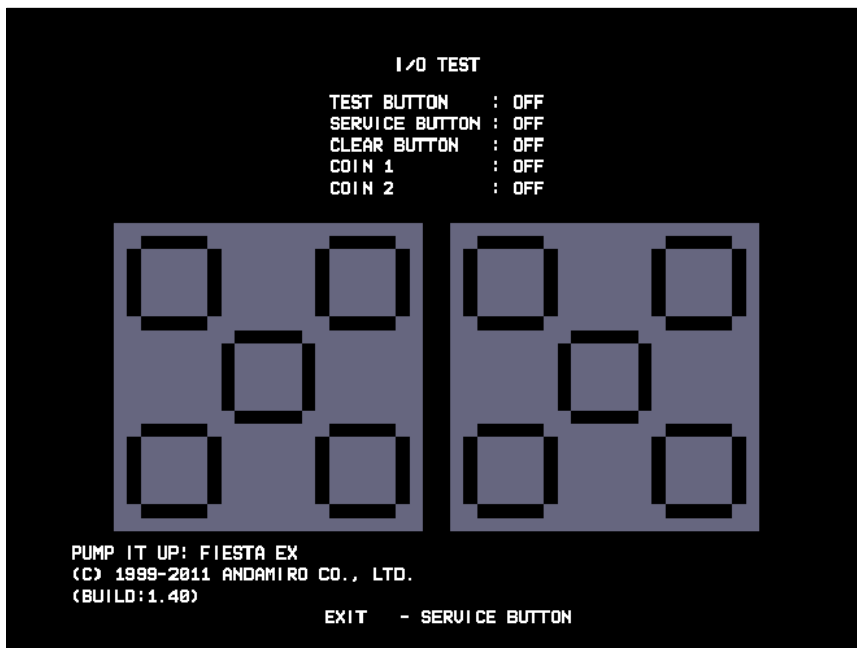 I/O TEST
TEST BUTTON : OFF
SERVICE BUTTON : OFF
CLEAR BUTTON : OFF
COIN 1 : OFF
COIN 2 : OFF
PUMP IT UP: FIESTA EX
(C) 1999-2011 ANDAMIRO CO., LTD.
(BUILD:1.40)
EXIT - SERVICE BUTTON